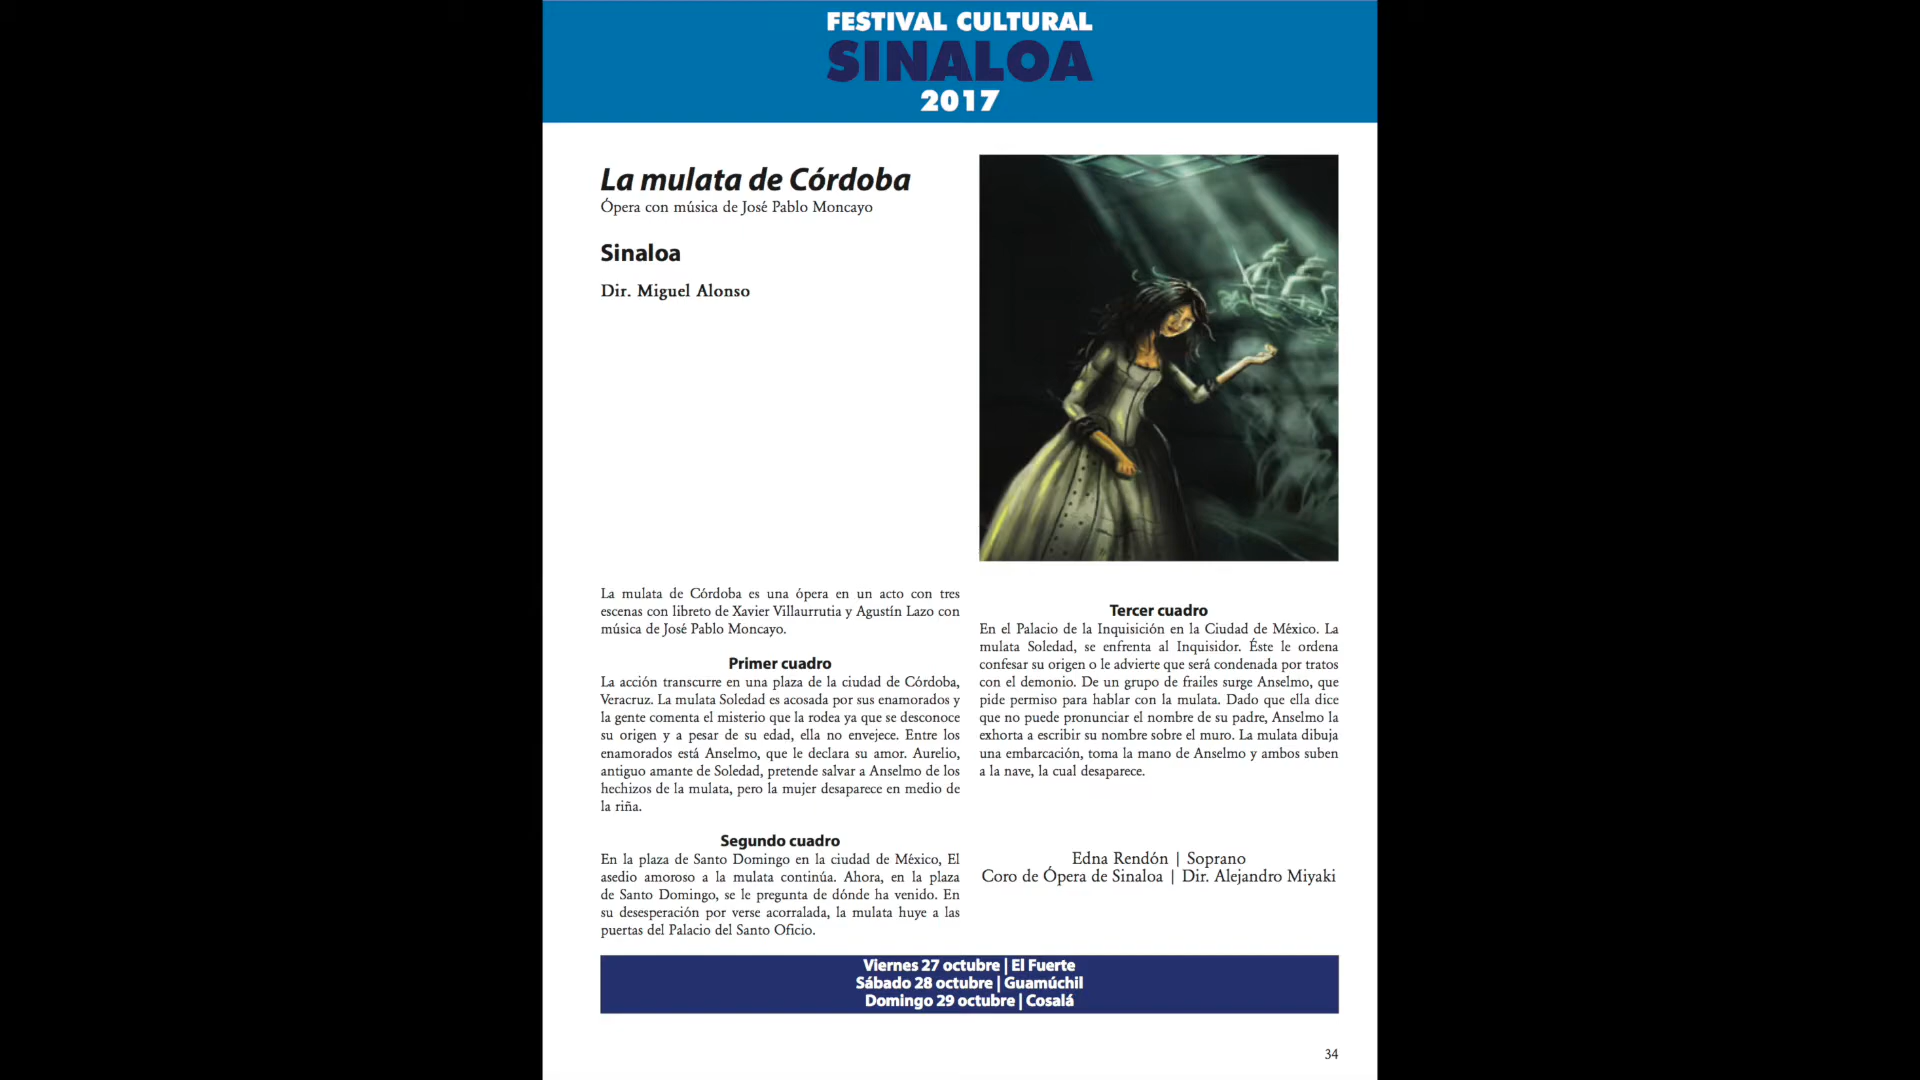 FESTIVAL CULTURAL
SINALOA
2017
La mulata de Córdoba
Ópera con música de José Pablo Moncayo
Sinaloa
Dir. Miguel Alonso
La mulata de Córdoba es una ópera en un acto con tres
escenas con libreto de Xavier Villaurrutia y Agustín Lazo con
música de José Pablo Moncayo.
Primer cuadro
La acción transcurre en una plaza de la ciudad de Córdoba,
Veracruz. La mulata Soledad es acosada por sus enamorados y
la gente comenta el misterio que la rodea ya que se desconoce
su origen y a pesar de su edad, ella no envejece. Entre los
enamorados está Anselmo, que le declara su amor. Aurelio,
antiguo amante de Soledad, pretende salvar a Anselmo de los
hechizos de la mulata, pero la mujer desaparece en medio de
la riña.
Segundo cuadro
En la plaza de Santo Domingo en la ciudad de México, El
asedio amoroso a la mulata continúa. Ahora, en la plaza
de Santo Domingo, se le pregunta de dónde ha venido. En
su desesperación por verse acorralada, la mulata huye a las
puertas del Palacio del Santo Oficio.
Tercer cuadro
En el Palacio de la Inquisición en la Ciudad de México. La
mulata Soledad, se enfrenta al Inquisidor. Éste le ordena
confesar su origen o le advierte que será condenada por tratos
con el demonio. De un grupo de frailes surge Anselmo, que
pide permiso para hablar con la mulata. Dado que ella dice
que no puede pronunciar el nombre de su padre, Anselmo la
exhorta a escribir su nombre sobre el muro. La mulata dibuja
una embarcación, toma la mano de Anselmo y ambos suben
a la nave, la cual desaparece.
Edna Rendón | Soprano
Coro de Ópera de Sinaloa | Dir. Alejandro Miyaki
Viernes 27 octubre | El Fuerte
Sábado 28 octubre | Guamúchil
Domingo 29 octubre | Cosalá
34